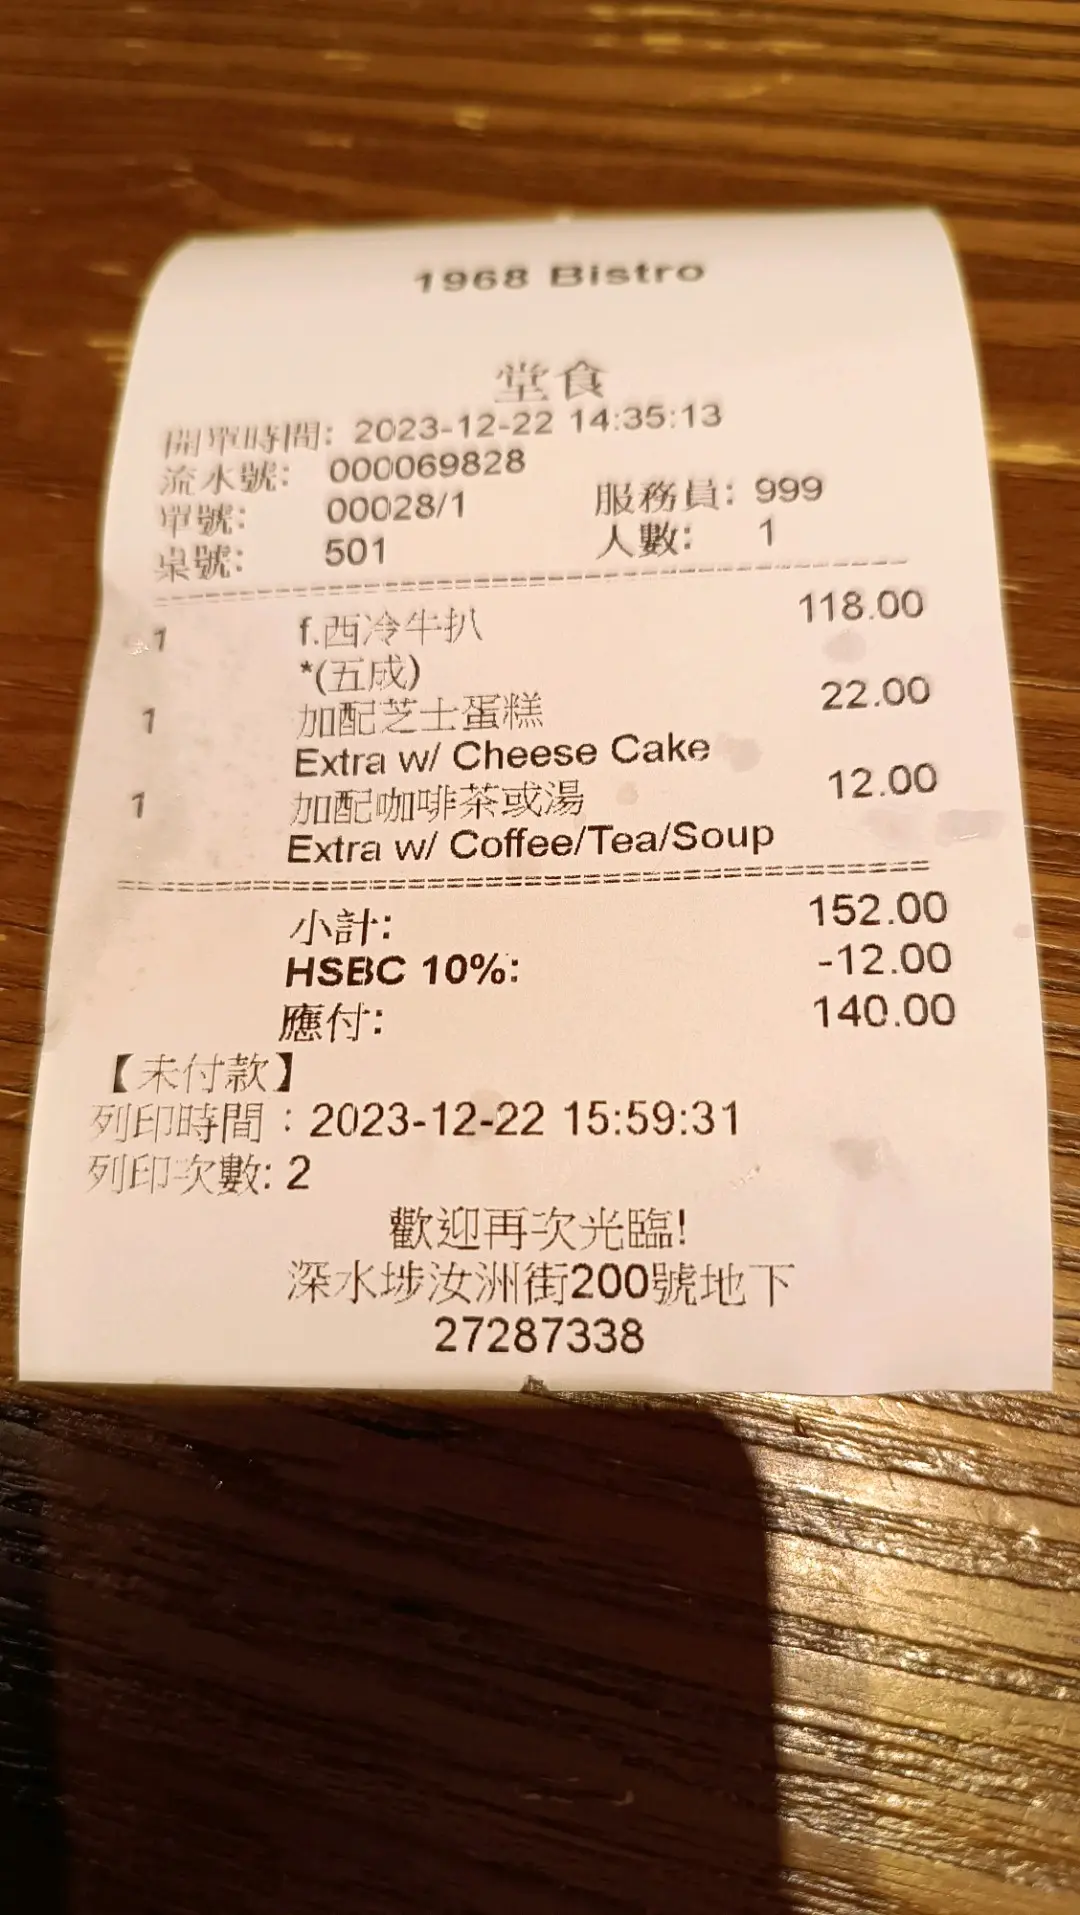 1968 Bistro
堂食
開單時間: 2023-12-22 14:35:13
流水號: 000069828
單號: 00028/1 服務員: 999
枱號: 501 人數: 1
1 f.西冷牛扒 118.00
*(五成)
1 加配芝士蛋糕 22.00
Extra w/ Cheese Cake
1 加配咖啡茶或湯 12.00
Extra w/ Coffee/Tea/Soup
小計: 152.00
HSBC 10%: -12.00
應付: 140.00
【未付款】
列印時間：2023-12-22 15:59:31
列印次數: 2
歡迎再次光臨!
深水埗汝洲街200號地下
27287338